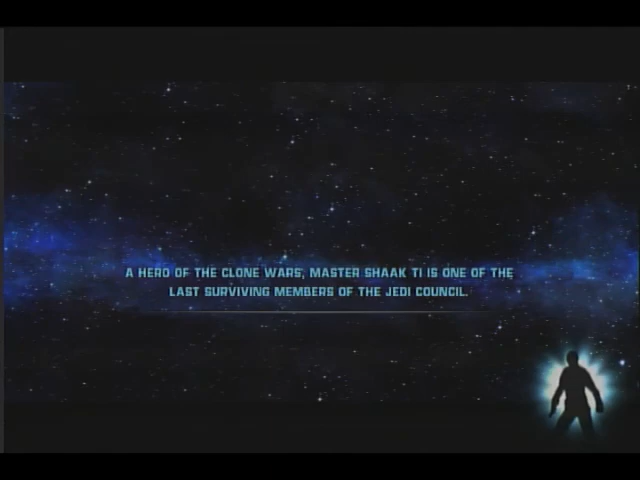 A HERO OF THE CLONE WARS, MASTER SHAAK TI IS ONE OF THE
LAST SURVIVING MEMBERS OF THE JEDI COUNCIL.